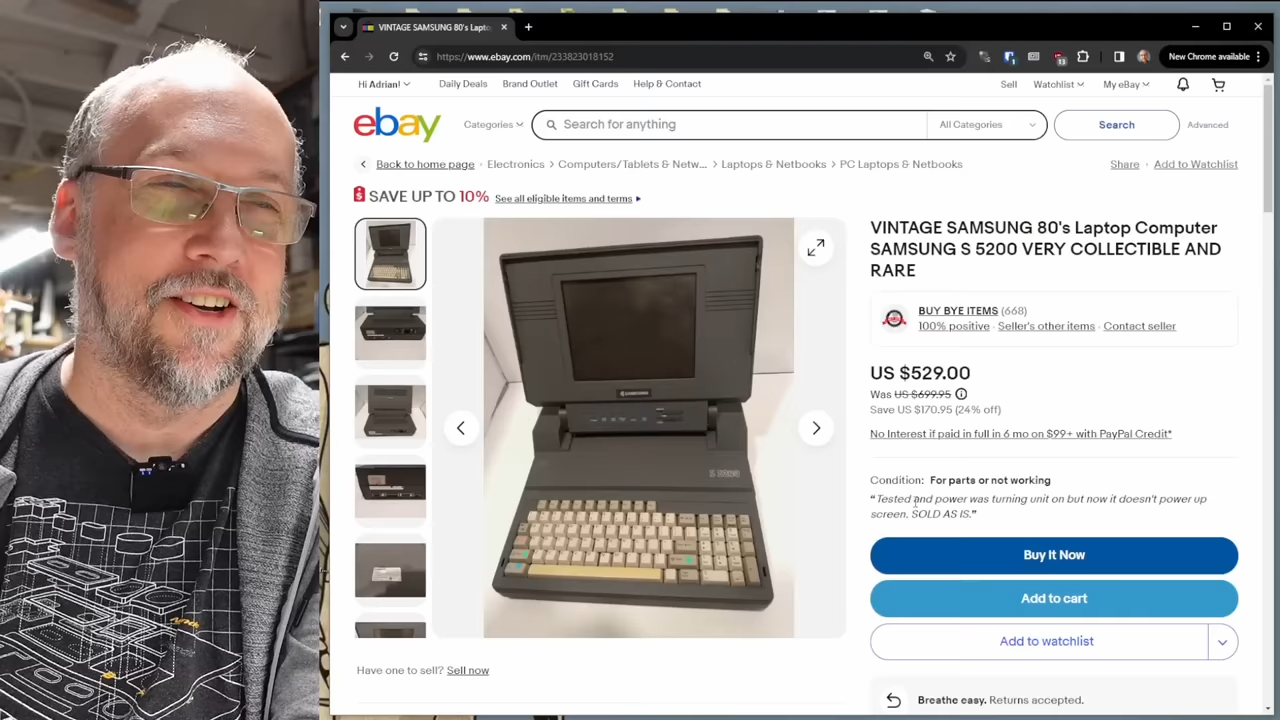 VINTAGE SAMSUNG 80's Lapto
New Chrome available
https://www.ebay.com/itm/233823018152
13
Hi Adrian!
Daily Deals
Brand Outlet
Gift Cards
Help & Contact
Sell
Watchlist
My eBay
ebay
Categories
Search for anything
All Categories
Search
Advanced
Back to home page
Electronics
Computers/Tablets & Netw...
Laptops & Netbooks
PC Laptops & Netbooks
Share
Add to Watchlist
SAVE UP TO 10%
See all eligible items and terms
VINTAGE SAMSUNG 80's Laptop Computer
SAMSUNG S 5200 VERY COLLECTIBLE AND
RARE
BUY BYE ITEMS (668)
100% positive · Seller's other items · Contact seller
US $529.00
Was US $699.95
Save US $170.95 (24% off)
No Interest if paid in full in 6 mo on $99+ with PayPal Credit*
Condition: For parts or not working
“Tested and power was turning unit on but now it doesn't power up
screen. SOLD AS IS.”
SAMSUNG
S 5200
Buy It Now
Add to cart
Add to watchlist
Have one to sell? Sell now
Breathe easy. Returns accepted.